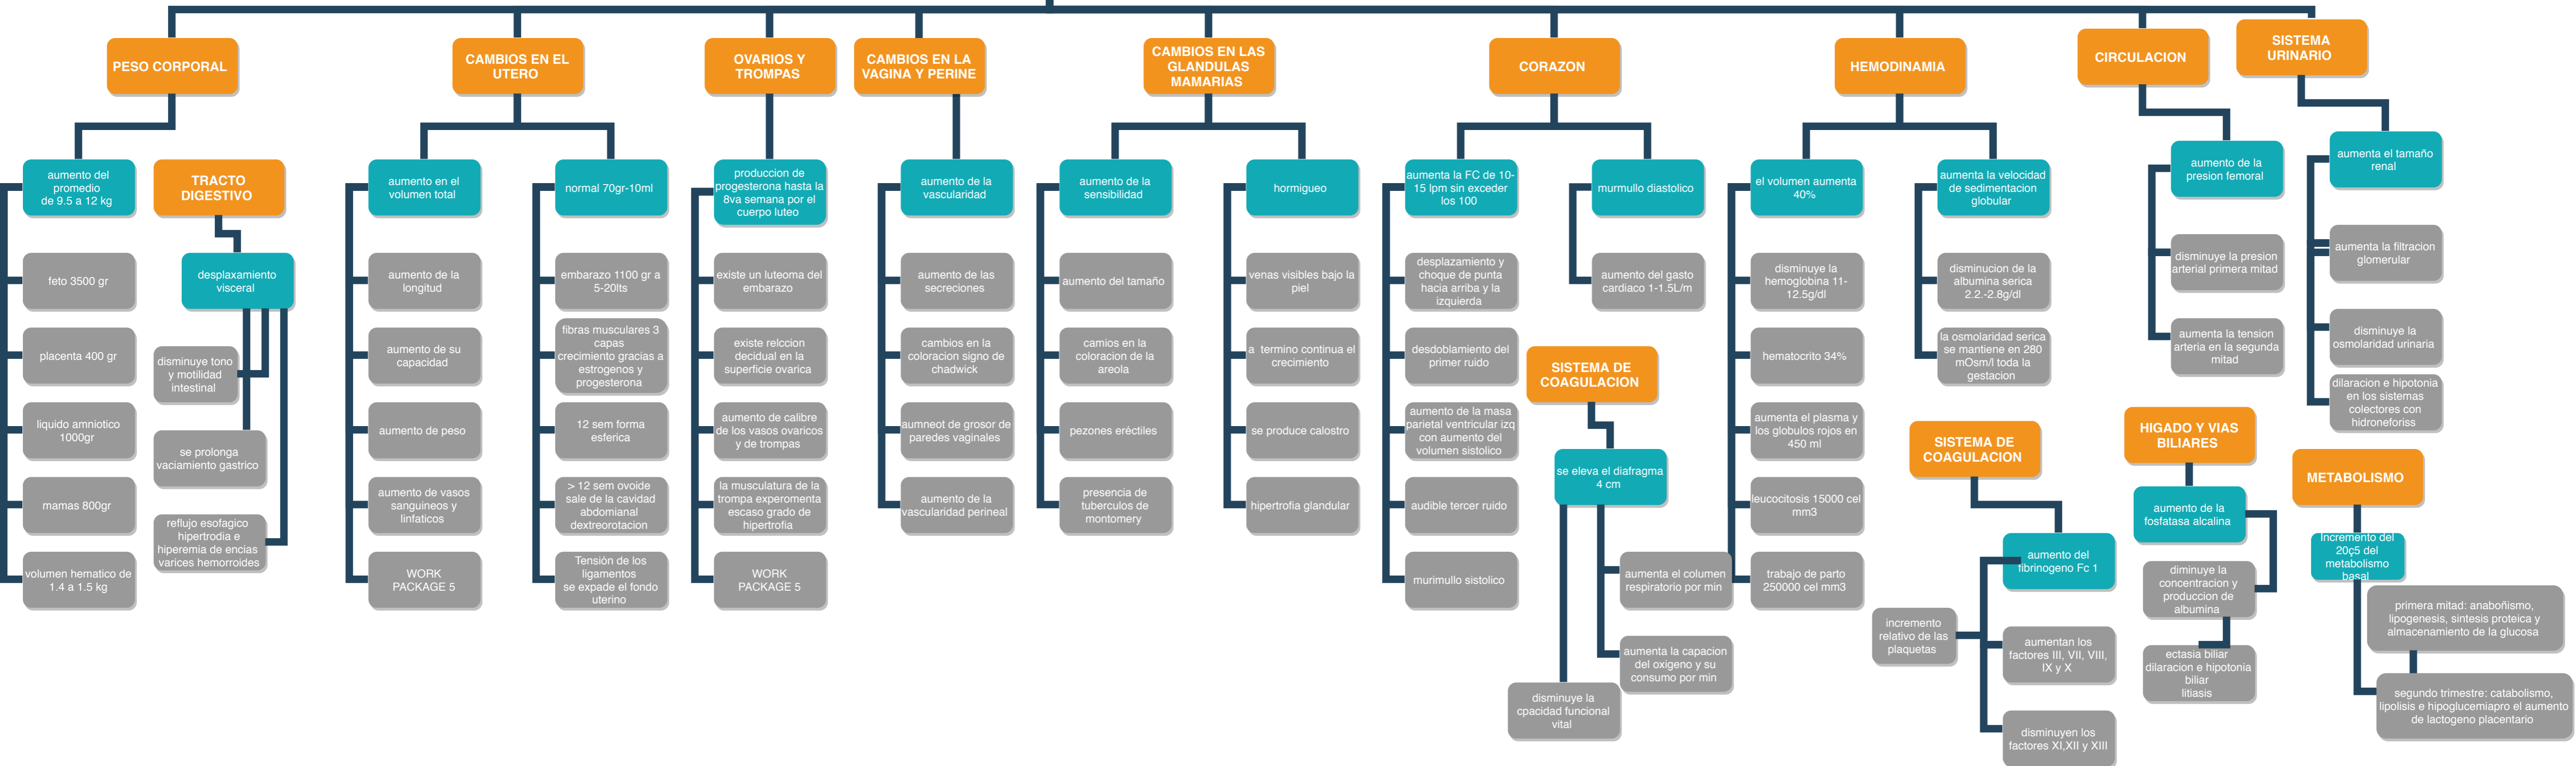 PESO CORPORAL
aumento del
promedio
de 9.5 a 12 kg
feto 3500 gr
placenta 400 gr
liquido amniotico
1000gr
mamas 800gr
volumen hematico de
1.4 a 1.5 kg
TRACTO
DIGESTIVO
desplaxamiento
visceral
disminuye tono
y motilidad
intestinal
se prolonga
vaciamiento gastrico
reflujo esofagico
hipertrodia e
hiperemia de encias
varices hemorroides
CAMBIOS EN EL
UTERO
aumento en el
volumen total
aumento de la
longitud
aumento de su
capacidad
aumento de peso
aumento de vasos
sanguineos y
linfaticos
WORK
PACKAGE 5
normal 70gr-10ml
embarazo 1100 gr a
5-20lts
fibras musculares 3
capas
crecimiento gracias a
estrogenos y
progesterona
12 sem forma
esferica
> 12 sem ovoide
sale de la cavidad
abdomianal
dextreorotacion
Tensión de los
ligamentos
se expade el fondo
uterino
OVARIOS Y
TROMPAS
produccion de
progesterona hasta la
8va semana por el
cuerpo luteo
existe un luteoma del
embarazo
existe relccion
decidual en la
superficie ovarica
aumento de calibre
de los vasos ovaricos
y de trompas
la musculatura de la
trompa experomenta
escaso grado de
hipertrofia
WORK
PACKAGE 5
CAMBIOS EN LA
VAGINA Y PERINE
aumento de la
vascularidad
aumento de las
secreciones
cambios en la
coloracion signo de
chadwick
aumneot de grosor de
paredes vaginales
aumento de la
vascularidad perineal
CAMBIOS EN LAS
GLANDULAS
MAMARIAS
aumento de la
sensibilidad
aumento del tamaño
camios en la
coloracion de la
areola
pezones eréctiles
presencia de
tuberculos de
montomery
hormigueo
venas visibles bajo la
piel
a termino continua el
crecimiento
se produce calostro
hipertrofia glandular
CORAZON
aumenta la FC de 10-
15 lpm sin exceder
los 100
desplazamiento y
choque de punta
hacia arriba y la
izquierda
desdoblamiento del
primer ruido
aumento de la masa
parietal ventricular izq
con aumento del
volumen sistolico
audible tercer ruido
murimullo sistolico
murmullo diastolico
aumento del gasto
cardiaco 1-1.5L/m
SISTEMA DE
COAGULACION
se eleva el diafragma
4 cm
aumenta el columen
respiratorio por min
aumenta la capacion
del oxigeno y su
consumo por min
disminuye la
cpacidad funcional
vital
HEMODINAMIA
el volumen aumenta
40%
disminuye la
hemoglobina 11-
12.5g/dl
hematocrito 34%
aumenta el plasma y
los globulos rojos en
450 ml
leucocitosis 15000 cel
mm3
trabajo de parto
250000 cel mm3
aumenta la velocidad
de sedimentacion
globular
disminucion de la
albumina serica
2.2.-2.8g/dl
la osmolaridad serica
se mantiene en 280
mOsm/l toda la
gestacion
SISTEMA DE
COAGULACION
aumento del
fibrinogeno Fc 1
incremento
relativo de las
plaquetas
aumentan los
factores III, VII, VIII,
IX y X
disminuyen los
factores XI,XII y XIII
CIRCULACION
aumento de la
presion femoral
disminuye la presion
arterial primera mitad
aumenta la tension
arteria en la segunda
mitad
HIGADO Y VIAS
BILIARES
aumento de la
fosfatasa alcalina
diminuye la
concentracion y
produccion de
albumina
ectasia biliar
dilaracion e hipotonia
biliar
litiasis
SISTEMA
URINARIO
aumenta el tamaño
renal
aumenta la filtracion
glomerular
disminuye la
osmolaridad urinaria
dilaracion e hipotonia
en los sistemas
colectores con
hidroneforiss
METABOLISMO
Incremento del
20ç5 del
metabolismo
basal
primera mitad: anaboñismo,
lipogenesis, sintesis proteica y
almacenamiento de la glucosa
segundo trimestre: catabolismo,
lipolisis e hipoglucemiapro el aumento
de lactogeno placentario